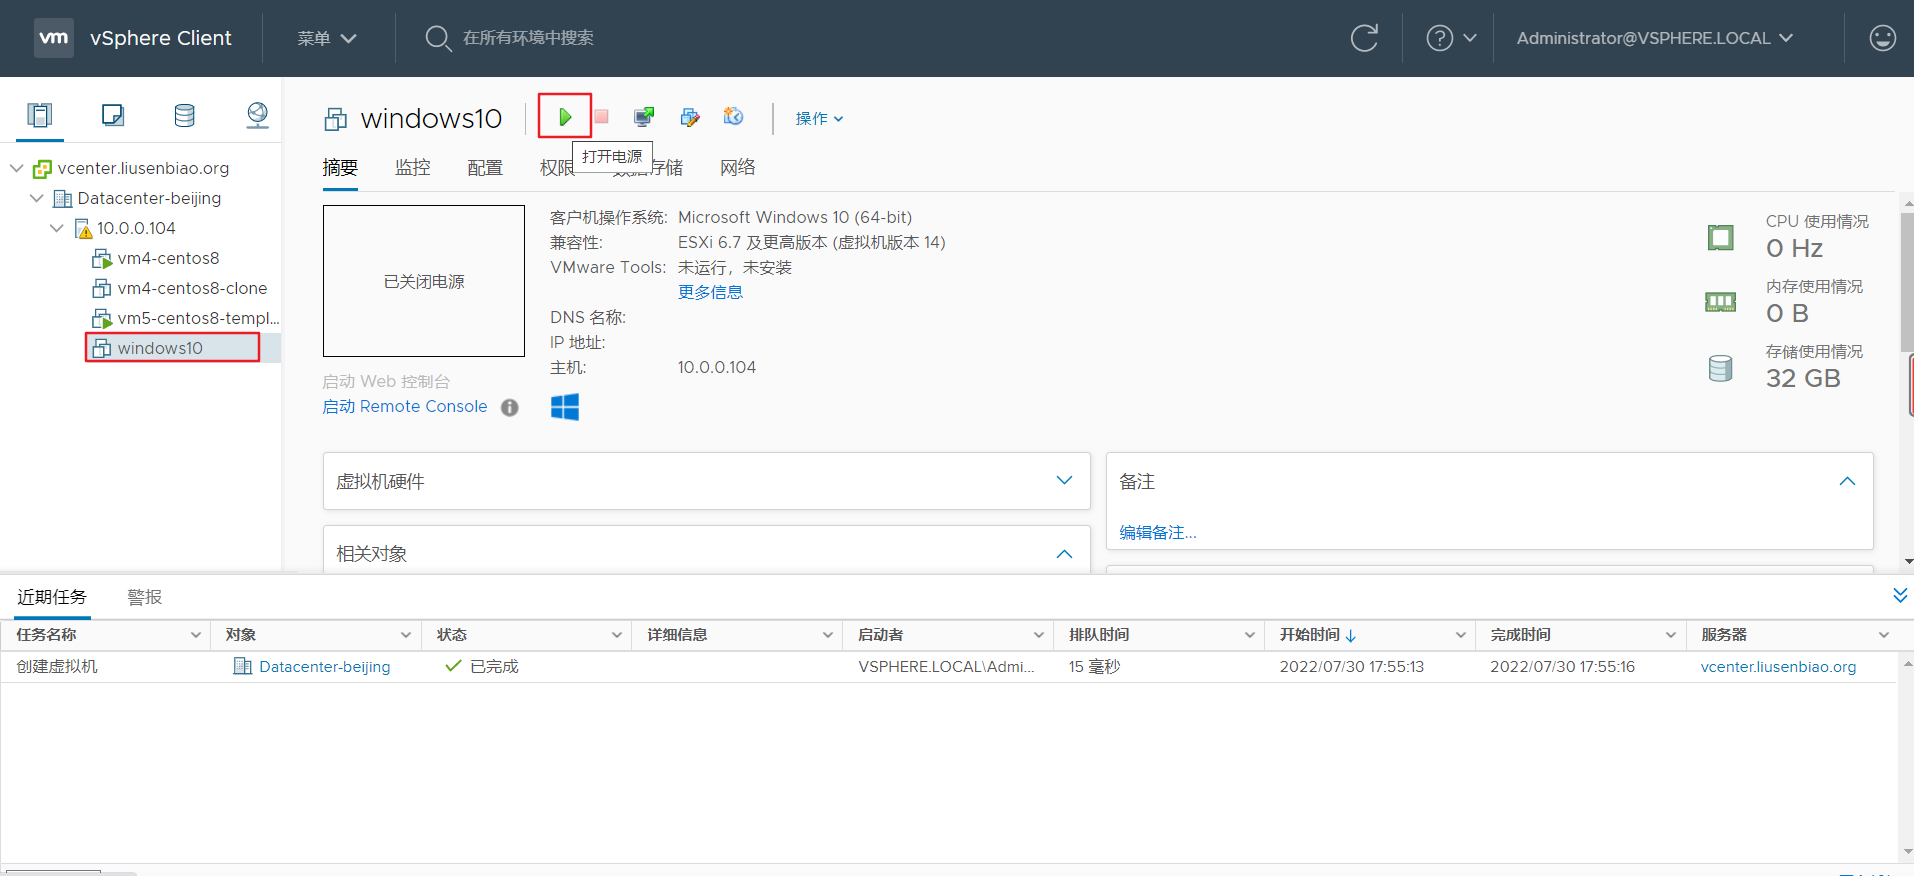 vm vSphere Client 菜单 在所有环境中搜索 Administrator@VSPHERE.LOCAL
windows10 操作
打开电源
摘要 监控 配置 权限 存储 网络
vcenter.liusenbiao.org
Datacenter-beijing
10.0.0.104
vm4-centos8
vm4-centos8-clone
vm5-centos8-templ...
windows10
已关闭电源
启动 Web 控制台
启动 Remote Console
客户机操作系统: Microsoft Windows 10 (64-bit)
兼容性: ESXi 6.7 及更高版本 (虚拟机版本 14)
VMware Tools: 未运行，未安装
更多信息
DNS 名称:
IP 地址:
主机: 10.0.0.104
CPU 使用情况
0 Hz
内存使用情况
0 B
存储使用情况
32 GB
虚拟机硬件
相关对象
备注
编辑备注...
近期任务 警报
任务名称 对象 状态 详细信息 启动者 排队时间 开始时间 完成时间 服务器
创建虚拟机 Datacenter-beijing 已完成 VSPHERE.LOCAL\Admi... 15 毫秒 2022/07/30 17:55:13 2022/07/30 17:55:16 vcenter.liusenbiao.org